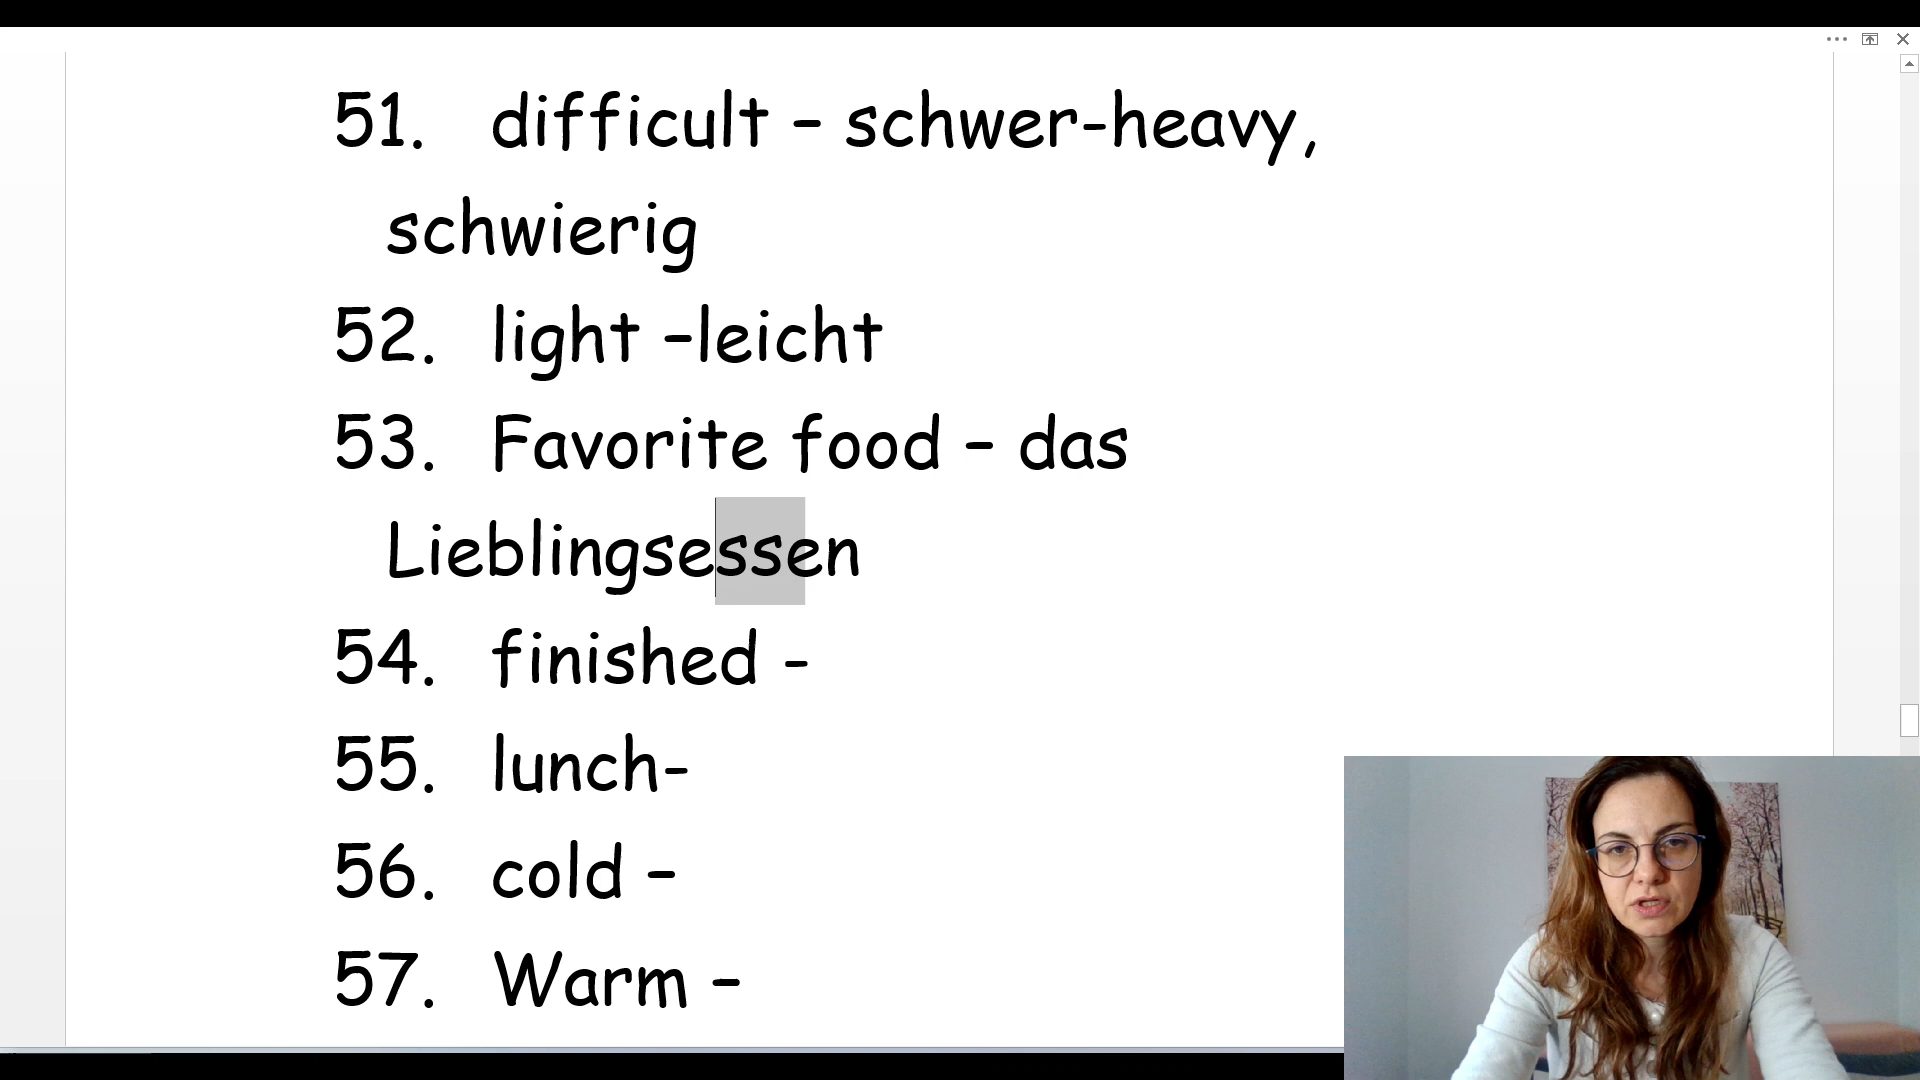 51. difficult – schwer-heavy,
schwierig
52. light –leicht
53. Favorite food – das
Lieblingsessen
54. finished -
55. lunch-
56. cold –
57. Warm –